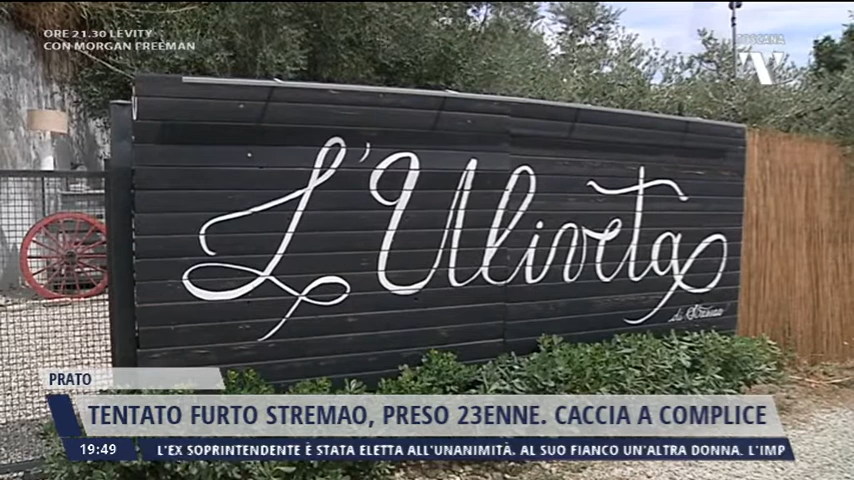 ORE 21.30 LEVITY
CON MORGAN FREEMAN
TOSCANA
TV
L'Uliveta
di Stremao
PRATO
TENTATO FURTO STREMAO, PRESO 23ENNE. CACCIA A COMPLICE
19:49
L'EX SOPRINTENDENTE È STATA ELETTA ALL'UNANIMITÀ. AL SUO FIANCO UN'ALTRA DONNA. L'IMP